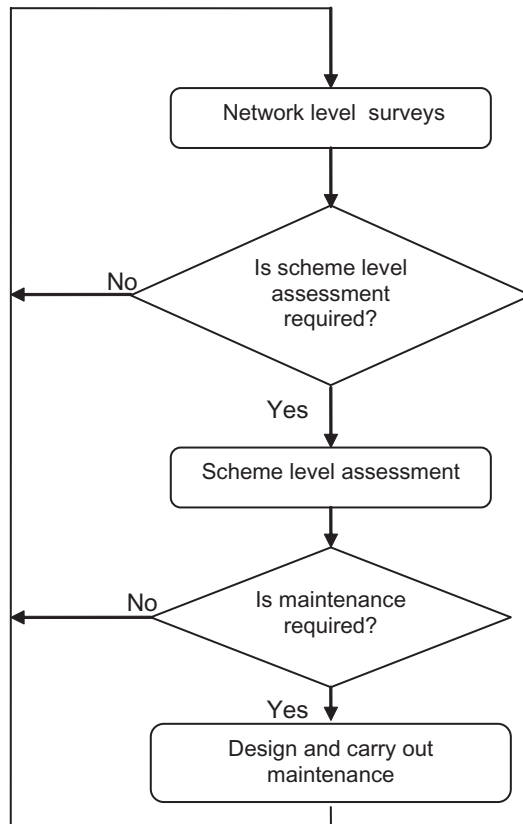 Network level surveys
Is scheme level
assessment
required?
No
Yes
Scheme level assessment
Is maintenance
required?
No
Yes
Design and carry out
maintenance